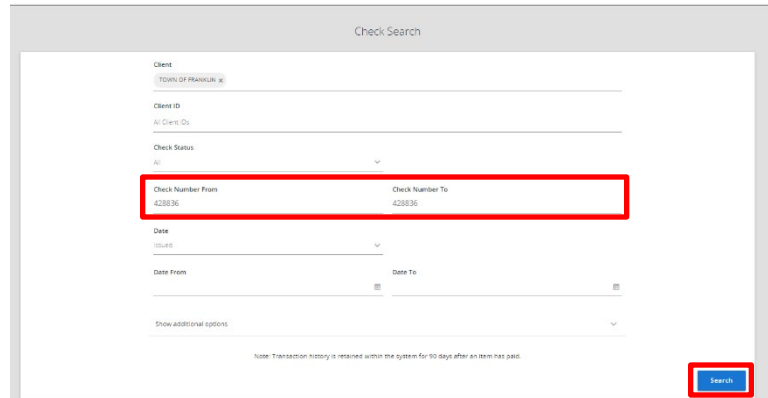 Check Search
Client
TOWN OF FRANKLIN x
Client ID
All Client IDs
Check Status
All
Check Number From Check Number To
428836 428836
Date
Issued
Date From Date To
Show additional options
Note: Transaction history is retained within the system for 90 days after an item has paid.
Search